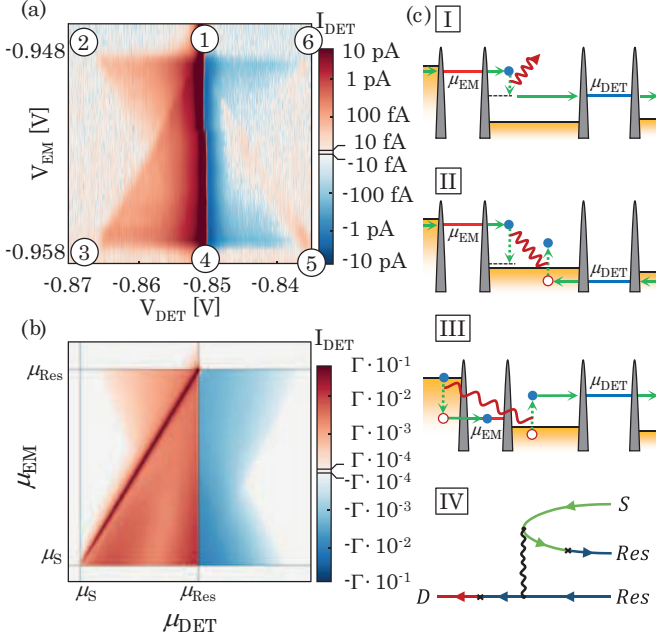 (a)
I_DET
-0.948
-0.958
V_EM [V]
2
1
6
3
4
5
-0.87
-0.86
-0.85
-0.84
V_DET [V]
10 pA
1 pA
100 fA
10 fA
-10 fA
-100 fA
-1 pA
-10 pA
(b)
I_DET
μ_Res
μ_EM
μ_S
μ_S
μ_Res
μ_DET
Γ · 10⁻¹
Γ · 10⁻²
Γ · 10⁻³
Γ · 10⁻⁴
-Γ · 10⁻⁴
-Γ · 10⁻³
-Γ · 10⁻²
-Γ · 10⁻¹
(c)
I
μ_EM
μ_DET
II
μ_EM
μ_DET
III
μ_EM
μ_DET
IV
S
Res
D
Res